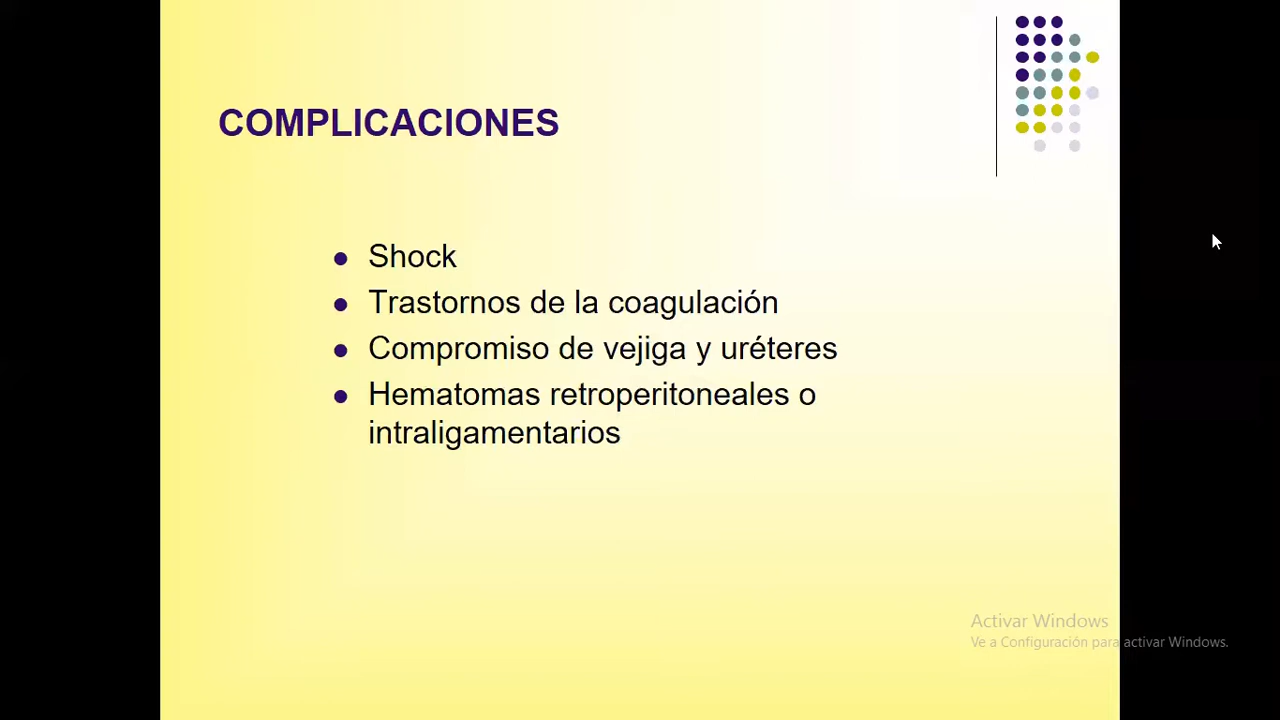 COMPLICACIONES
Shock
Trastornos de la coagulación
Compromiso de vejiga y uréteres
Hematomas retroperitoneales o
intraligamentarios
Activar Windows
Ve a Configuración para activar Windows.